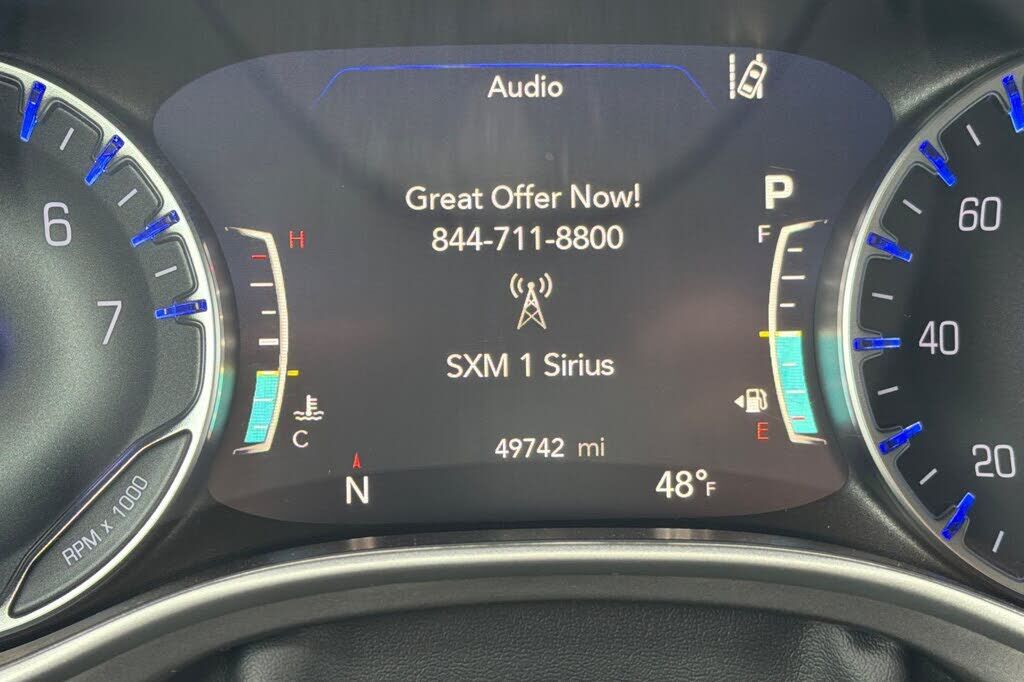 Audio
Great Offer Now!
844-711-8800
SXM 1 Sirius
49742 mi
N
48°F
P
F
E
H
C
6
7
RPM x 1000
60
40
20